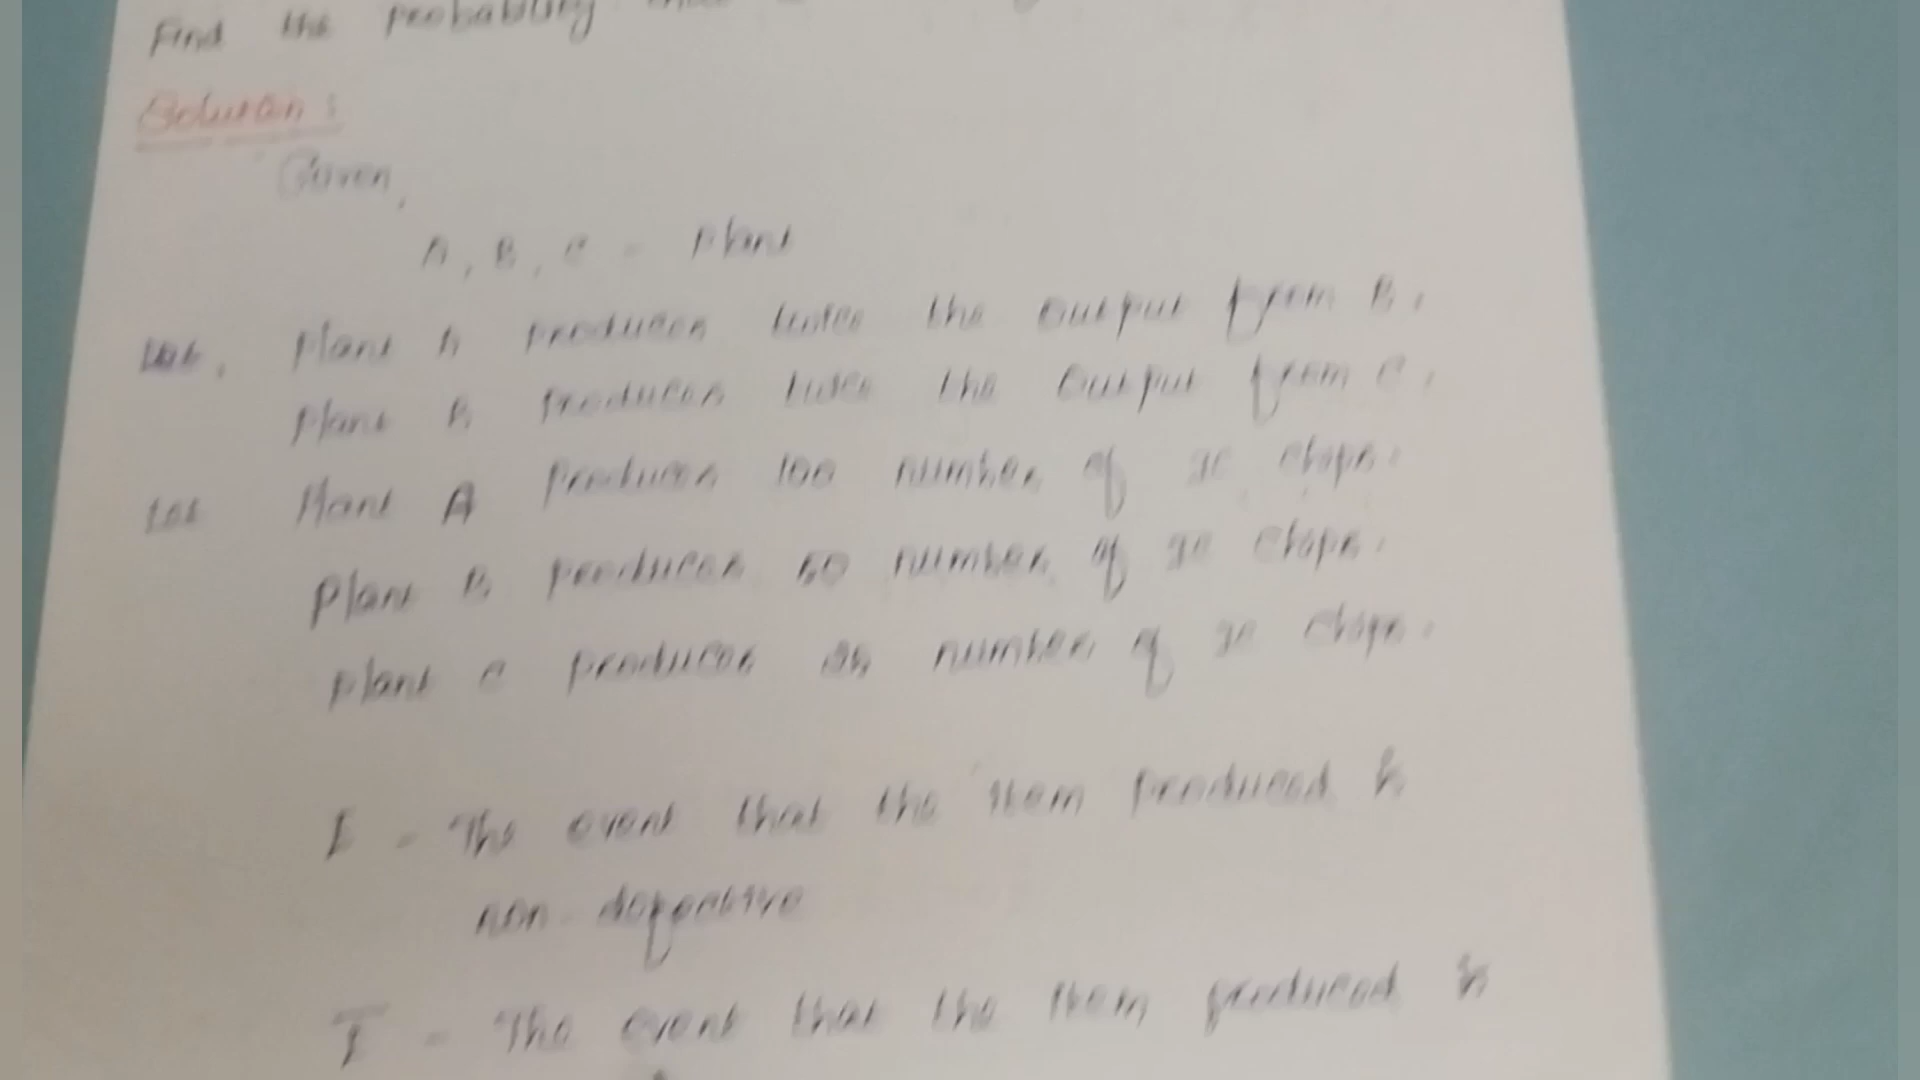 Find the probability
Solution :
Given,
A, B, C - Plant
Let, Plant A produces twice the output from B.
Plant B produces twice the output from C.
Let Plant A produces 100 number of IC chips.
Plant B produces 50 number of IC chips.
Plant C produces 25 number of IC chips.
I - The event that the item produced is
non-defective
I̅ - The event that the item produced is